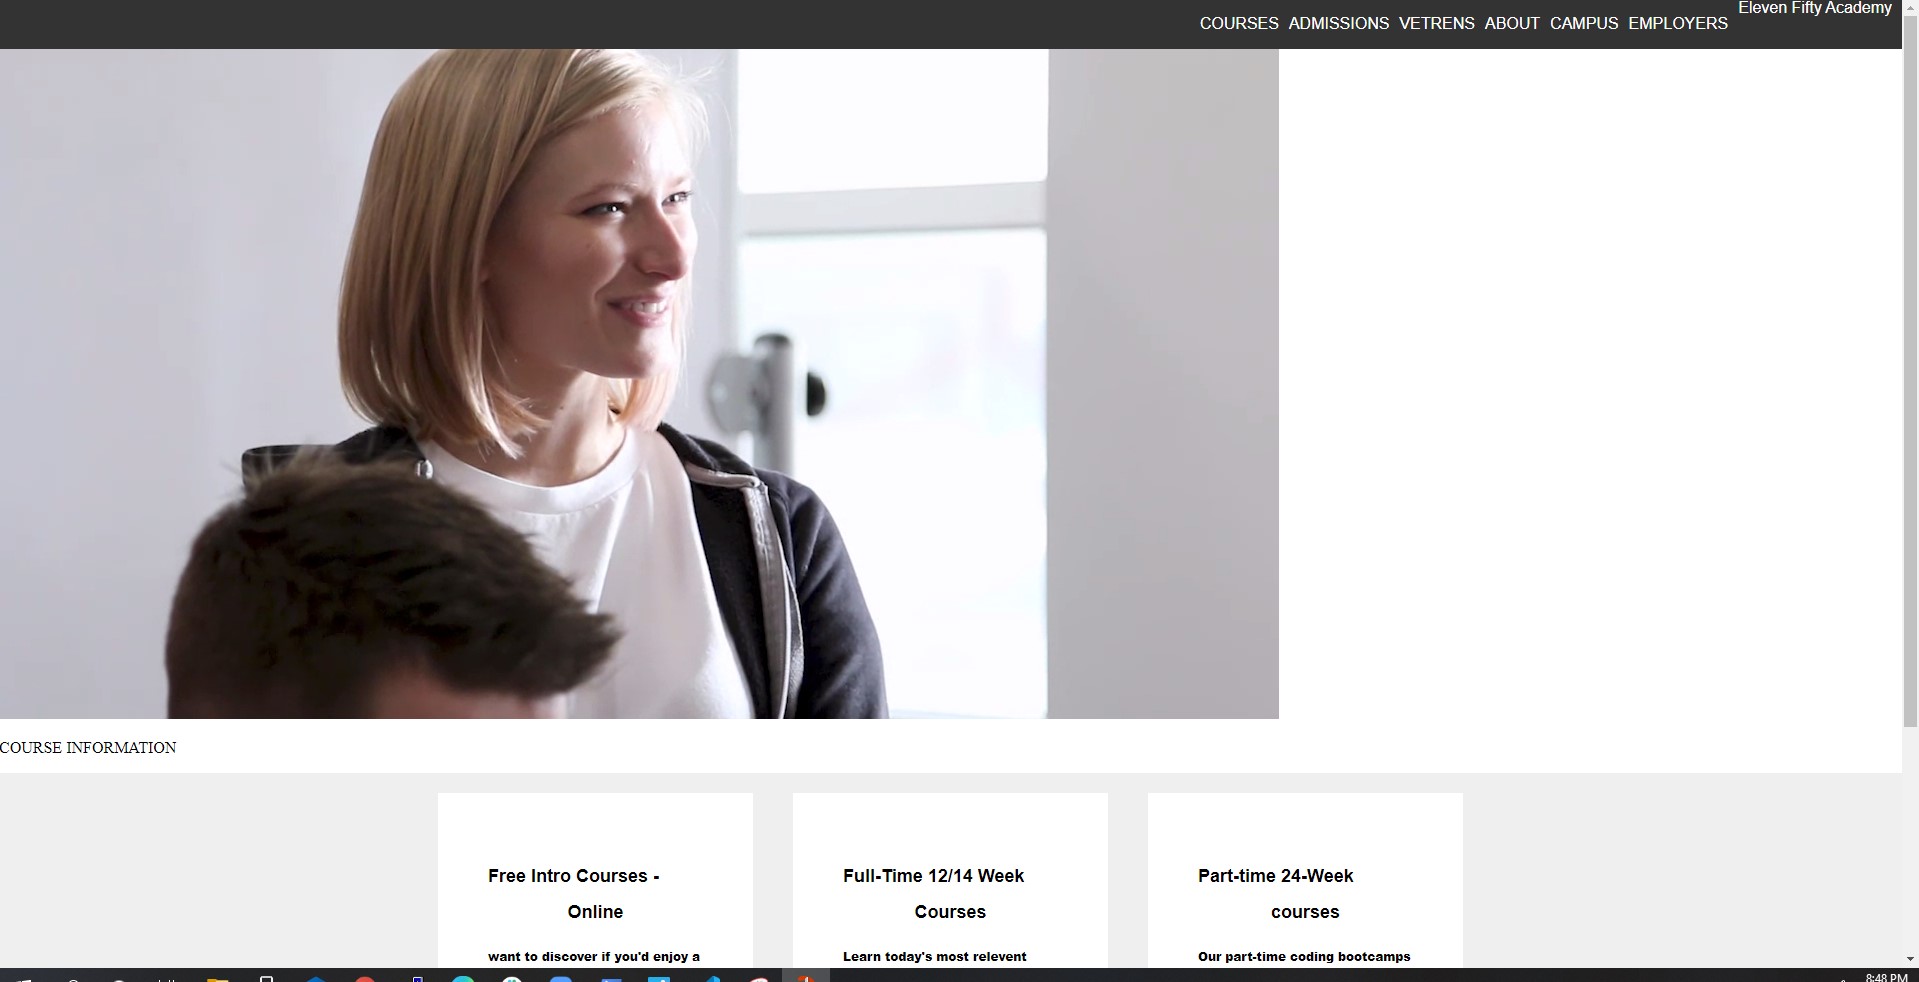 Eleven Fifty Academy
COURSES ADMISSIONS VETRENS ABOUT CAMPUS EMPLOYERS
COURSE INFORMATION
Free Intro Courses -
Online
want to discover if you'd enjoy a
Full-Time 12/14 Week
Courses
Learn today's most relevent
Part-time 24-Week
courses
Our part-time coding bootcamps
8:48 PM